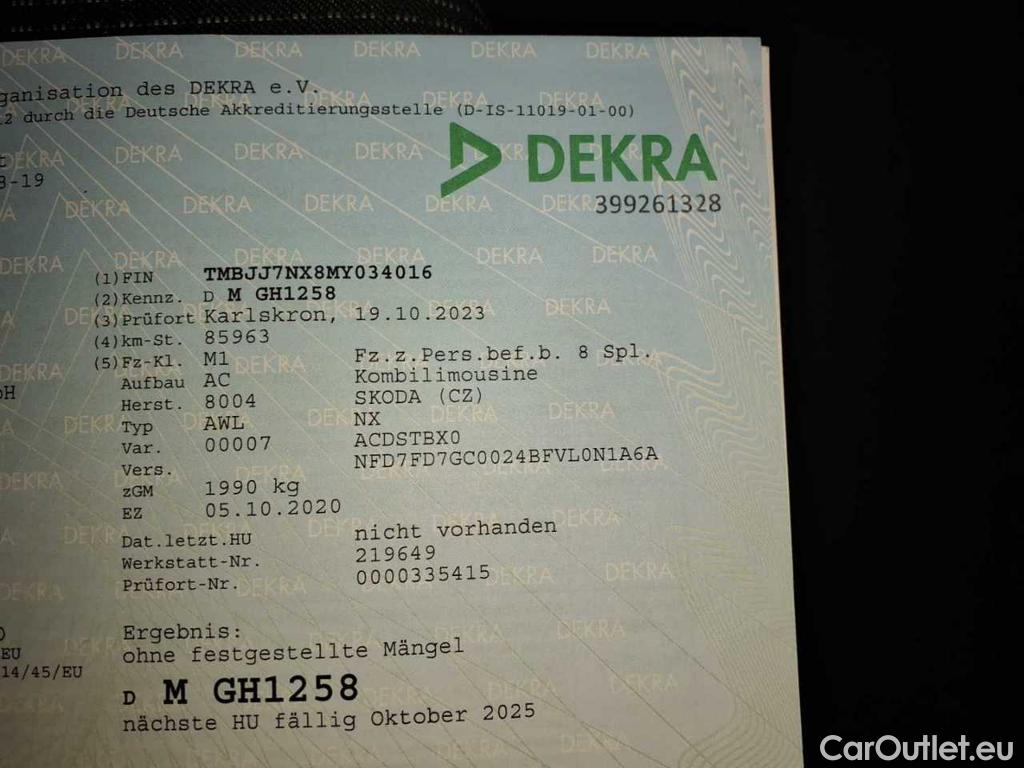 ganisation des DEKRA e.V.
12 durch die Deutsche Akkreditierungsstelle (D-IS-11019-01-00)
DEKRA
8-19
399261328
(1) FIN TMBJJ7NX8MY034016
(2) Kennz. D M GH1258
(3) Prüfort Karlskron, 19.10.2023
(4) km-St. 85963
(5) Fz-Kl. M1 Fz.z.Pers.bef.b. 8 Spl.
Aufbau AC Kombilimousine
Herst. 8004 SKODA (CZ)
Typ AWL NX
Var. 00007 ACDSTBX0
Vers. NFD7FD7GC0024BFVL0N1A6A
zGM 1990 kg
EZ 05.10.2020
Dat.letzt.HU nicht vorhanden
Werkstatt-Nr. 219649
Prüfort-Nr. 0000335415
Ergebnis:
EU
ohne festgestellte Mängel
14/45/EU
D M GH1258
nächste HU fällig Oktober 2025
CarOutlet.eu